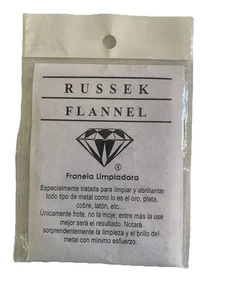 RUSSEK
FLANNEL
®
Franela Limpiadora
Especialmente tratada para limpiar y abrillantar
todo tipo de metal como lo es el oro, plata,
cobre, latón, etc...
Únicamente frote, no la moje; entre más la use
mejor será el resultado. Notará
sorprendentemente la limpieza y el brillo del
metal con mínimo esfuerzo.